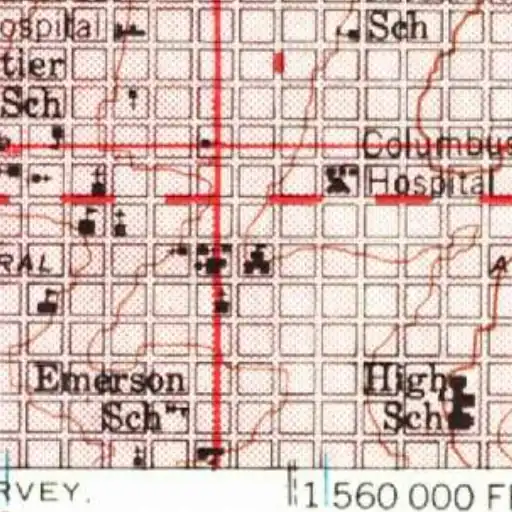 ospital
Sch
tier
Sch
Columbus
Hospital
RAL
A
Emerson
Sch
High
Sch
RVEY.
1 560 000 F